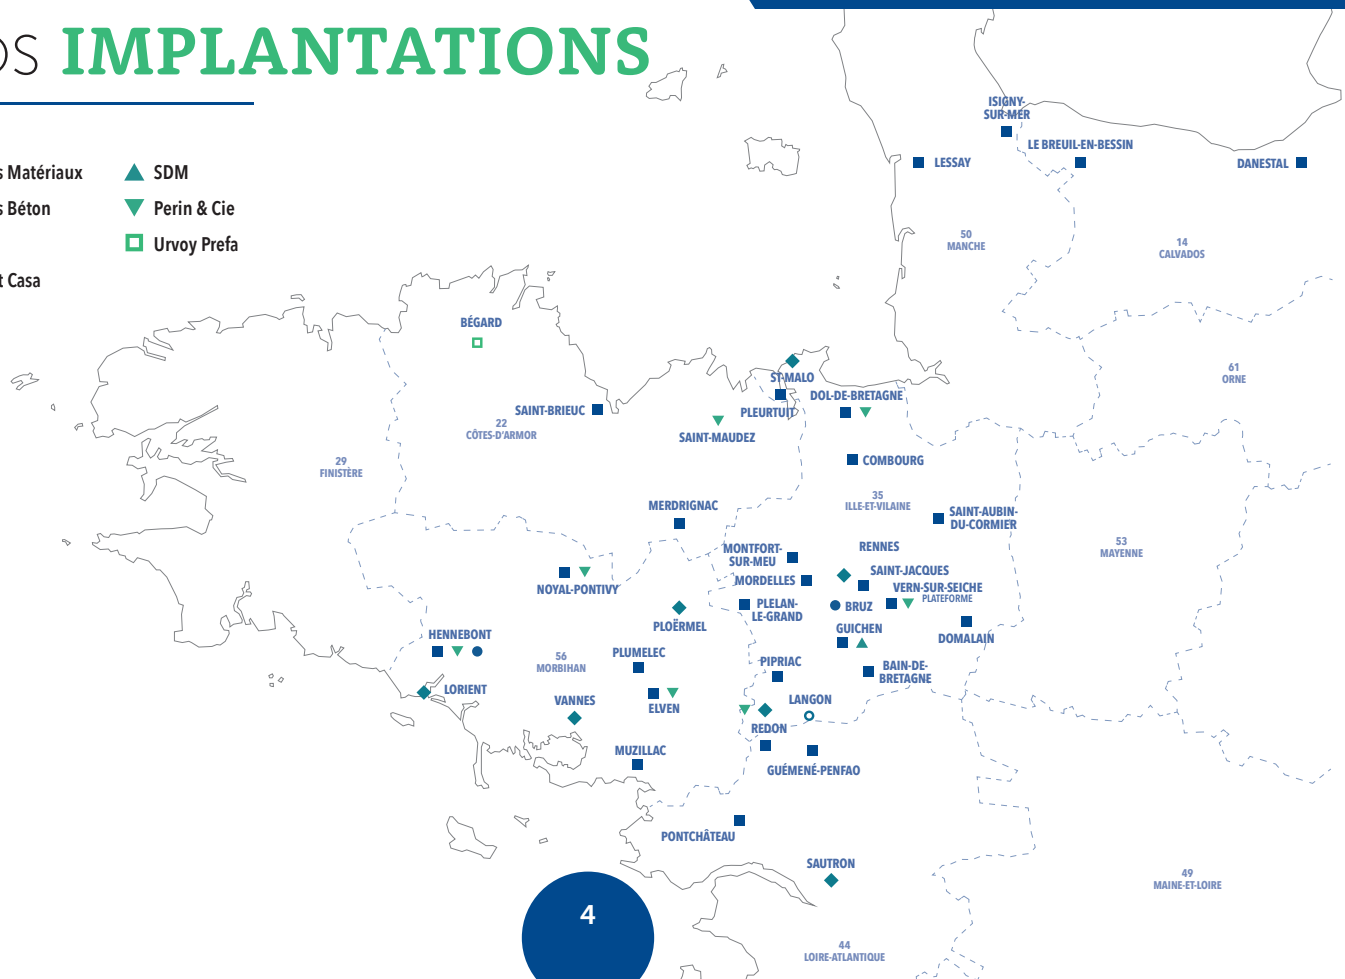 OS IMPLANTATIONS
s Matériaux
SDM
s Béton
Perin & Cie
Urvoy Prefa
t Casa
ISIGNY-
SUR-MER
LE BREUIL-EN-BESSIN
LESSAY
DANESTAL
50
MANCHE
14
CALVADOS
BÉGARD
61
ORNE
ST-MALO
DOL-DE-BRETAGNE
PLEURTUIT
SAINT-BRIEUC
22
CÔTES-D'ARMOR
SAINT-MAUDEZ
29
FINISTÈRE
COMBOURG
35
ILLE-ET-VILAINE
MERDRIGNAC
SAINT-AUBIN-
DU-CORMIER
53
MAYENNE
RENNES
MONTFORT-
SUR-MEU
SAINT-JACQUES
MORDELLES
VERN-SUR-SEICHE
PLATEFORME
NOYAL-PONTIVY
PLELAN-
LE-GRAND
BRUZ
PLOËRMEL
GUICHEN
DOMALAIN
HENNEBONT
PLUMELEC
56
MORBIHAN
PIPRIAC
BAIN-DE-
BRETAGNE
LORIENT
VANNES
ELVEN
LANGON
REDON
MUZILLAC
GUÉMENÉ-PENFAO
PONTCHÂTEAU
SAUTRON
49
MAINE-ET-LOIRE
4
44
LOIRE-ATLANTIQUE